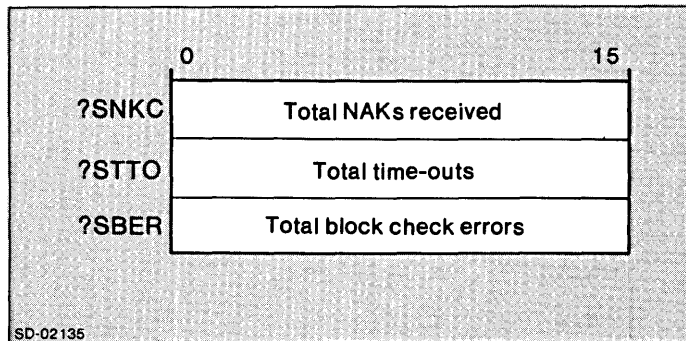 0 15
?SNKC Total NAKs received
?STTO Total time-outs
?SBER Total block check errors
SD-02135